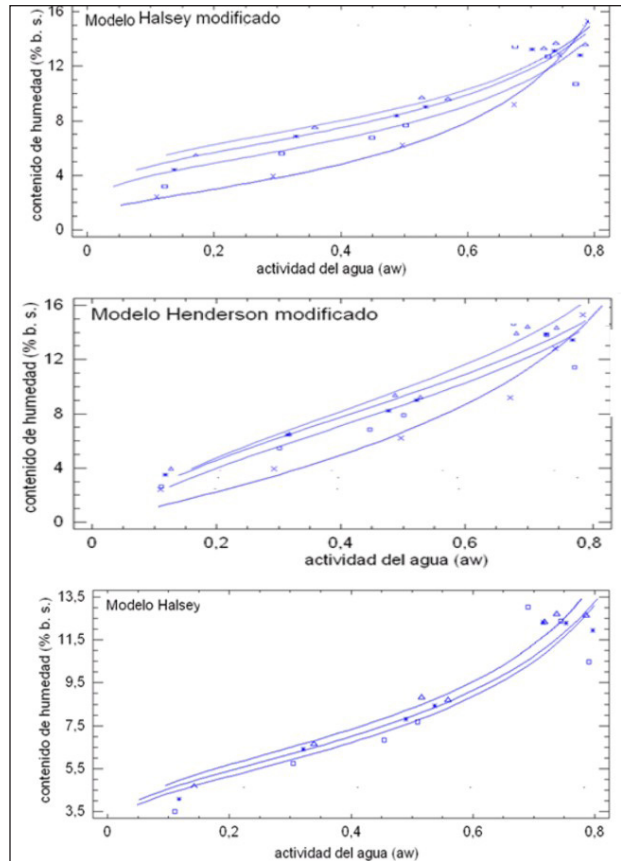 Modelo Halsey modificado
contenido de humedad (% b. s.)
16
12
8
4
0
0 0,2 0,4 0,6 0,8
actividad del agua (aw)
Modelo Henderson modificado
contenido de humedad (% b. s.)
16
12
8
4
0
0 0,2 0,4 0,6 0,8
actividad del agua (aw)
Modelo Halsey
contenido de humedad (% b. s.)
13,5
11,5
9,5
7,5
5,5
3,5
0 0,2 0,4 0,6 0,8
actividad del agua (aw)